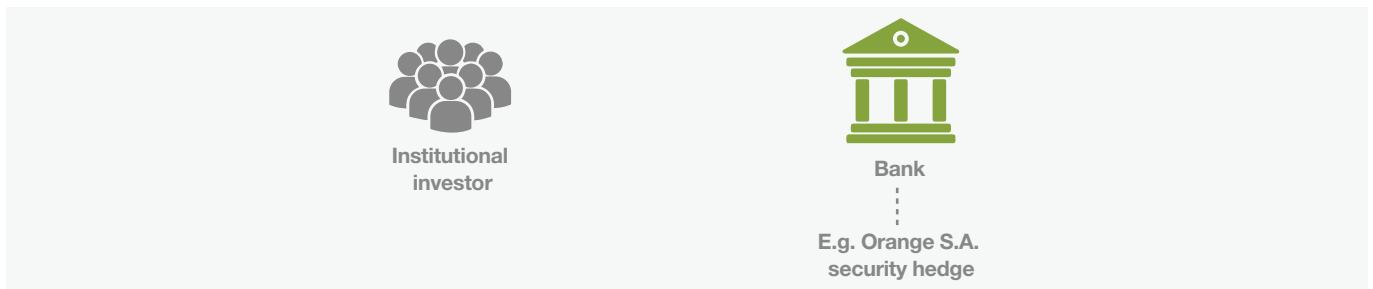 Institutional
investor
Bank
E.g. Orange S.A.
security hedge